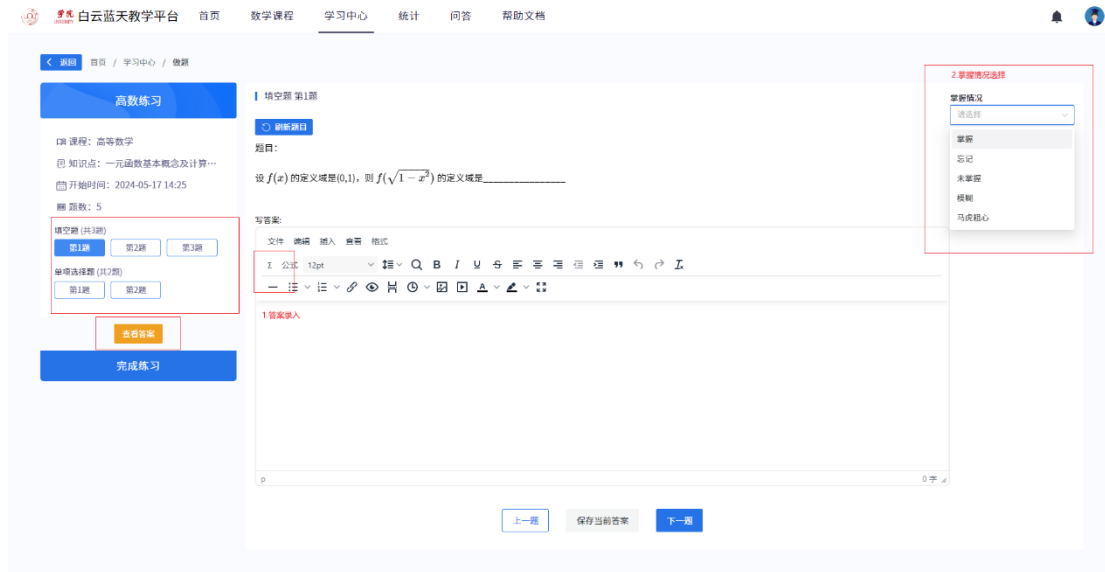 学院 白云蓝天教学平台 首页 数学课程 学习中心 统计 问答 帮助文档
返回 首页 / 学习中心 / 做题
2.掌握情况选择
高数练习
填空题 第1题
掌握情况
请选择
刷新题目
课程：高等数学
题目：
掌握
知识点：一元函数基本概念及计算…
忘记
设 f(x) 的定义域是(0,1)，则 f(√(1 − x²)) 的定义域是________________
开始时间：2024-05-17 14:25
未掌握
题数：5
模糊
马虎粗心
填空题 (共3题)
写答案:
第1题 第2题 第3题
文件 编辑 插入 查看 格式
Σ 公式 12pt B I U S
单项选择题 (共2题)
第1题 第2题
A
1.答案录入
查看答案
完成练习
p 0 字
上一题 保存当前答案 下一题